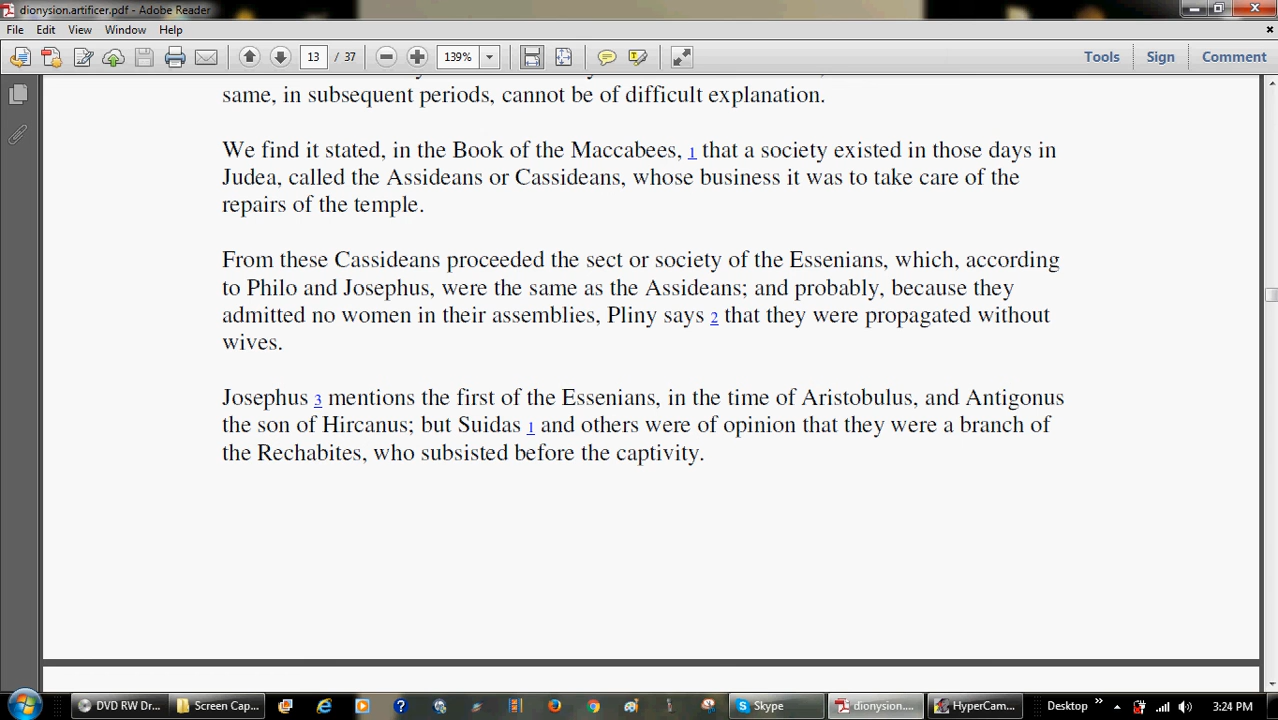 dionysion.artificer.pdf - Adobe Reader
File Edit View Window Help
13 / 37 139% Tools Sign Comment
same, in subsequent periods, cannot be of difficult explanation.
We find it stated, in the Book of the Maccabees, 1 that a society existed in those days in
Judea, called the Assideans or Cassideans, whose business it was to take care of the
repairs of the temple.
From these Cassideans proceeded the sect or society of the Essenians, which, according
to Philo and Josephus, were the same as the Assideans; and probably, because they
admitted no women in their assemblies, Pliny says 2 that they were propagated without
wives.
Josephus 3 mentions the first of the Essenians, in the time of Aristobulus, and Antigonus
the son of Hircanus; but Suidas 1 and others were of opinion that they were a branch of
the Rechabites, who subsisted before the captivity.
DVD RW Dr... Screen Cap... Skype dionysion.... HyperCam... Desktop 3:24 PM